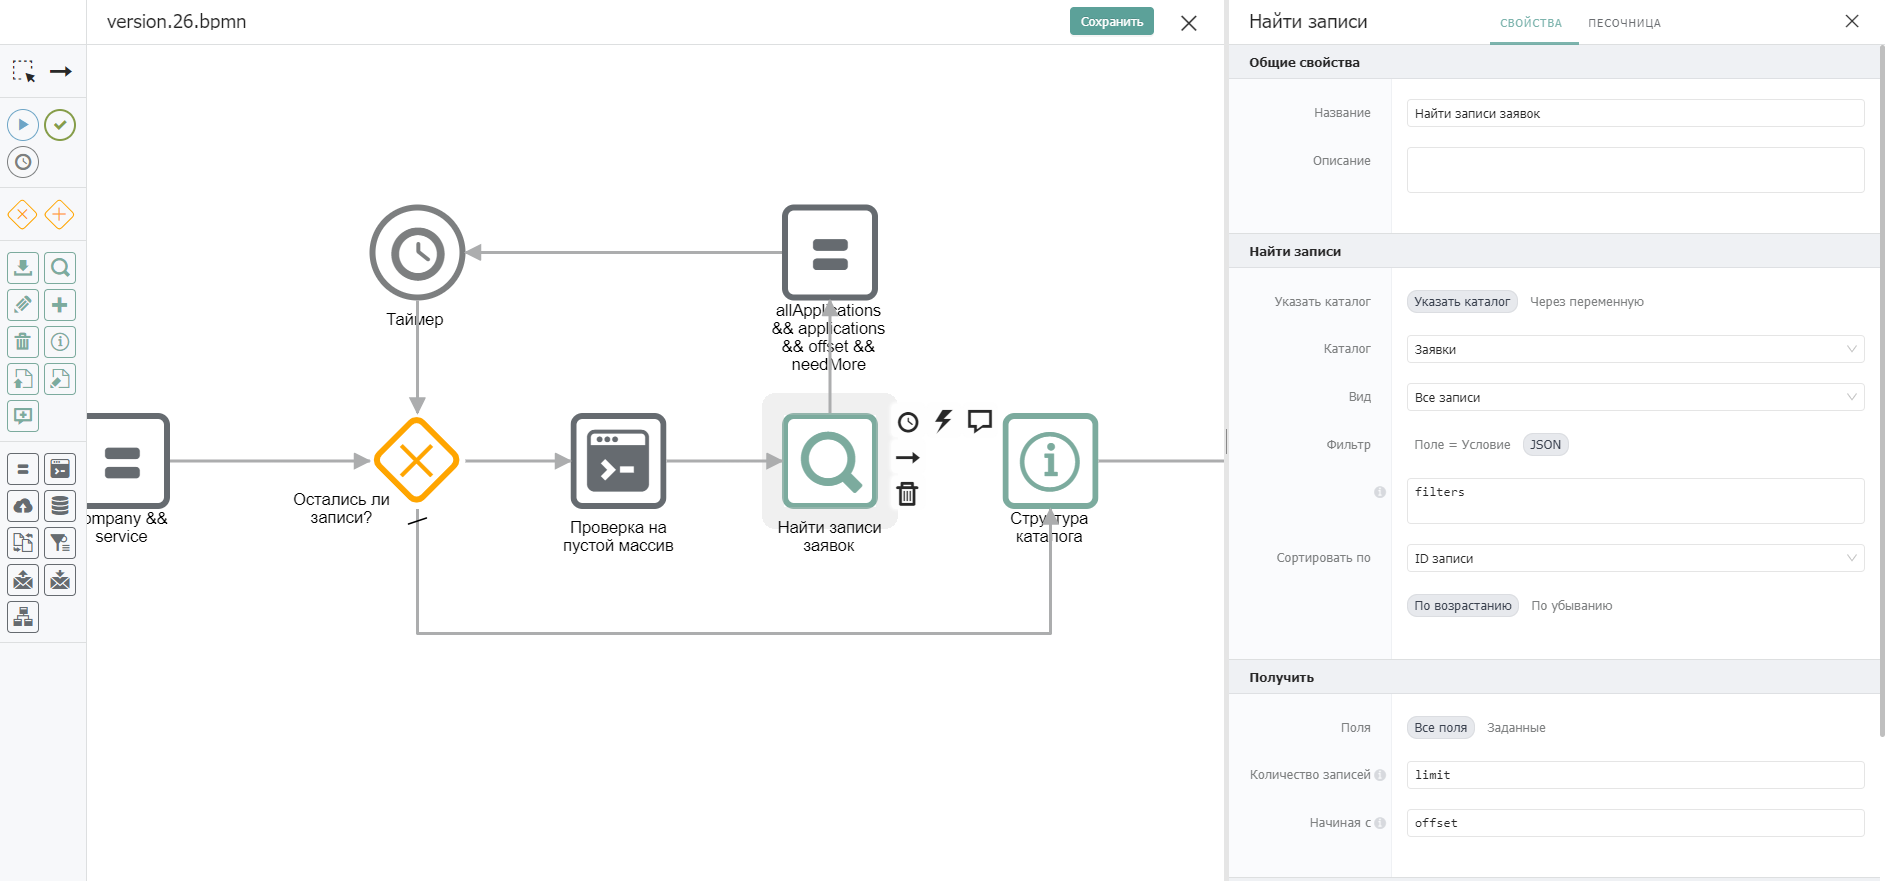 version.26.bpmn
Сохранить
Таймер
allApplications
&& applications
&& offset &&
needMore
ompany &&
service
Остались ли
записи?
Проверка на
пустой массив
Найти записи
заявок
Структура
каталога
Найти записи
СВОЙСТВА
ПЕСОЧНИЦА
Общие свойства
Название
Найти записи заявок
Описание
Найти записи
Указать каталог
Указать каталог
Через переменную
Каталог
Заявки
Вид
Все записи
Фильтр
Поле = Условие
JSON
filters
Сортировать по
ID записи
По возрастанию
По убыванию
Получить
Поля
Все поля
Заданные
Количество записей
limit
Начиная с
offset